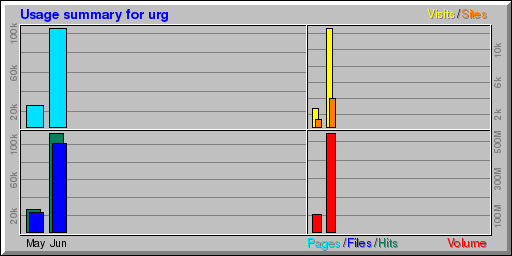 Usage summary for urg
Visits/Sites
100k
60k
20k
10k
6k
2k
100k
60k
20k
500M
300M
100M
May Jun
Pages/Files/Hits
Volume